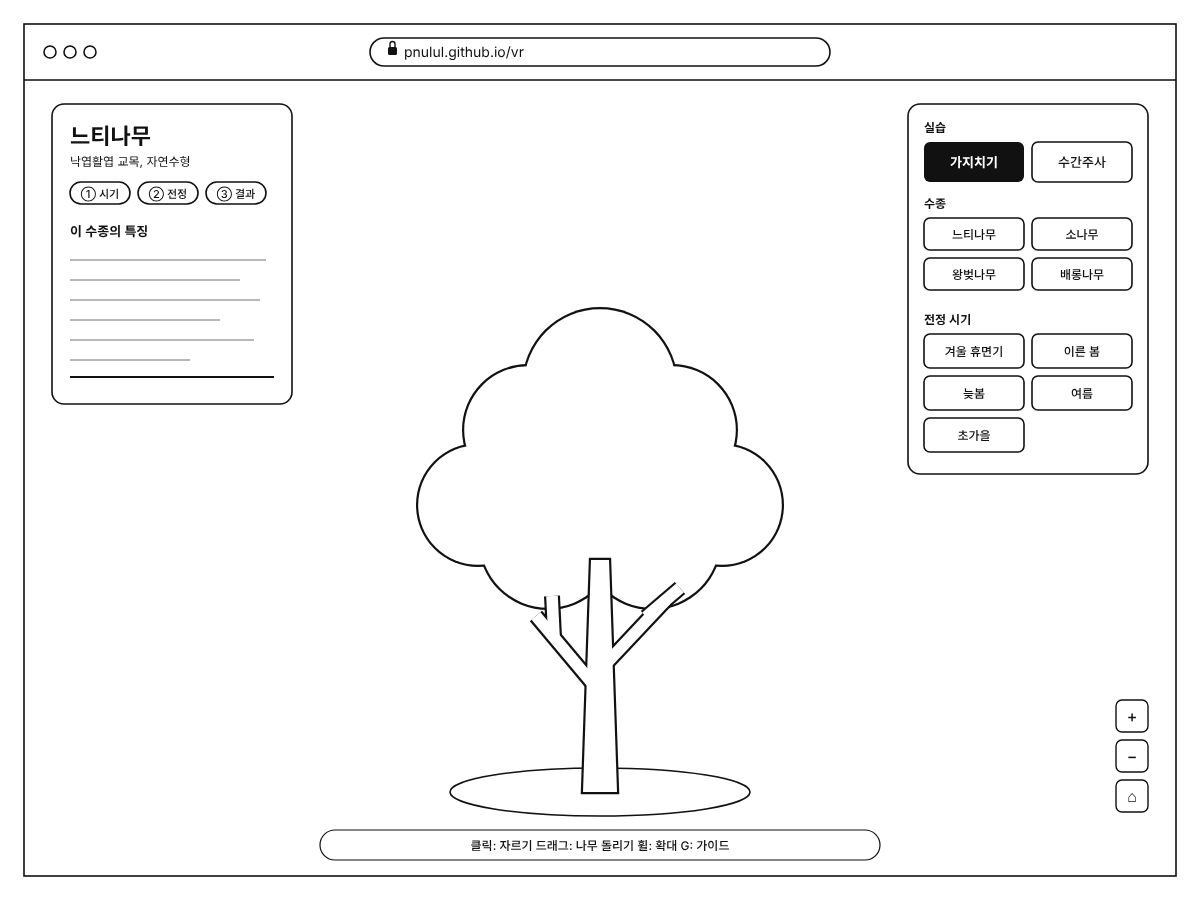 pnulul.github.io/vr
느티나무
낙엽활엽 교목, 자연수형
① 시기 ② 전정 ③ 결과
이 수종의 특징
실습
가지치기 수간주사
수종
느티나무 소나무
왕벚나무 배롱나무
전정 시기
겨울 휴면기 이른 봄
늦봄 여름
초가을
+
−
⌂
클릭: 자르기 드래그: 나무 돌리기 휠: 확대 G: 가이드